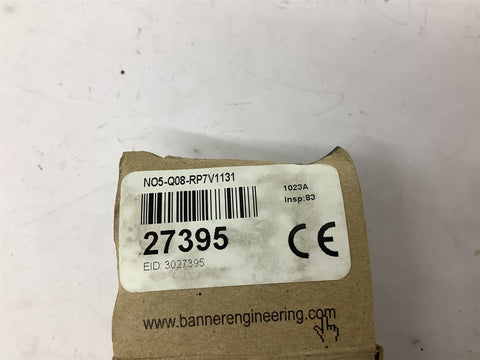 NO5-Q08-RP7V1131
1023A
Insp:83
27395
CE
EID 3027395
www.bannerengineering.com